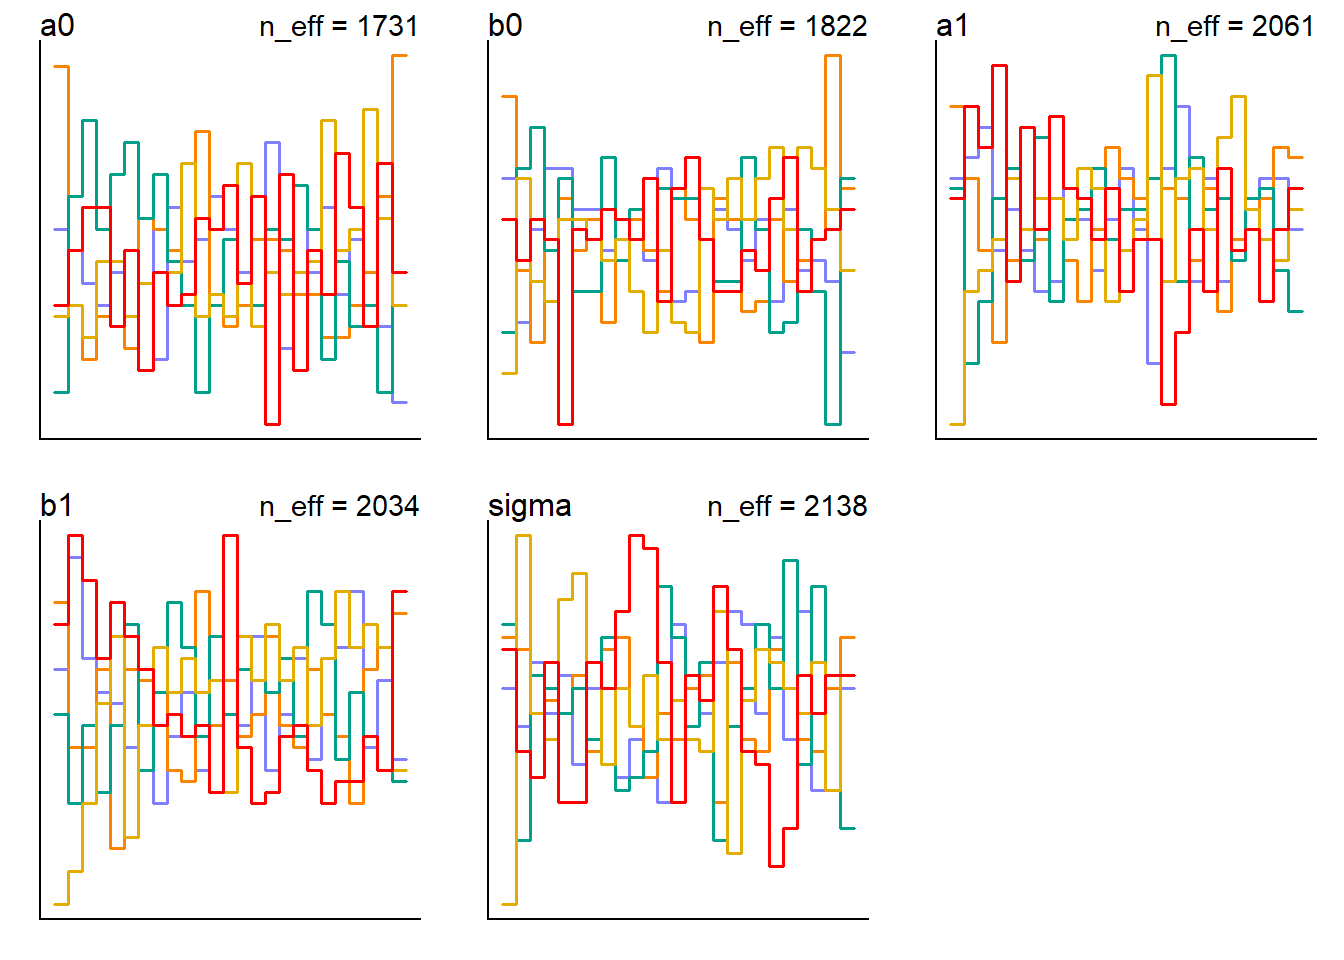 a0 n_eff = 1731
b0 n_eff = 1822
a1 n_eff = 2061
b1 n_eff = 2034
sigma n_eff = 2138